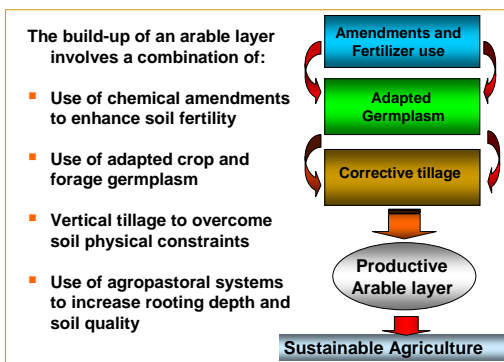 The build-up of an arable layer
involves a combination of:
Use of chemical amendments
to enhance soil fertility
Use of adapted crop and
forage germplasm
Vertical tillage to overcome
soil physical constraints
Use of agropastoral systems
to increase rooting depth and
soil quality
Amendments and
Fertilizer use
Adapted
Germplasm
Corrective tillage
Productive
Arable layer
Sustainable Agriculture